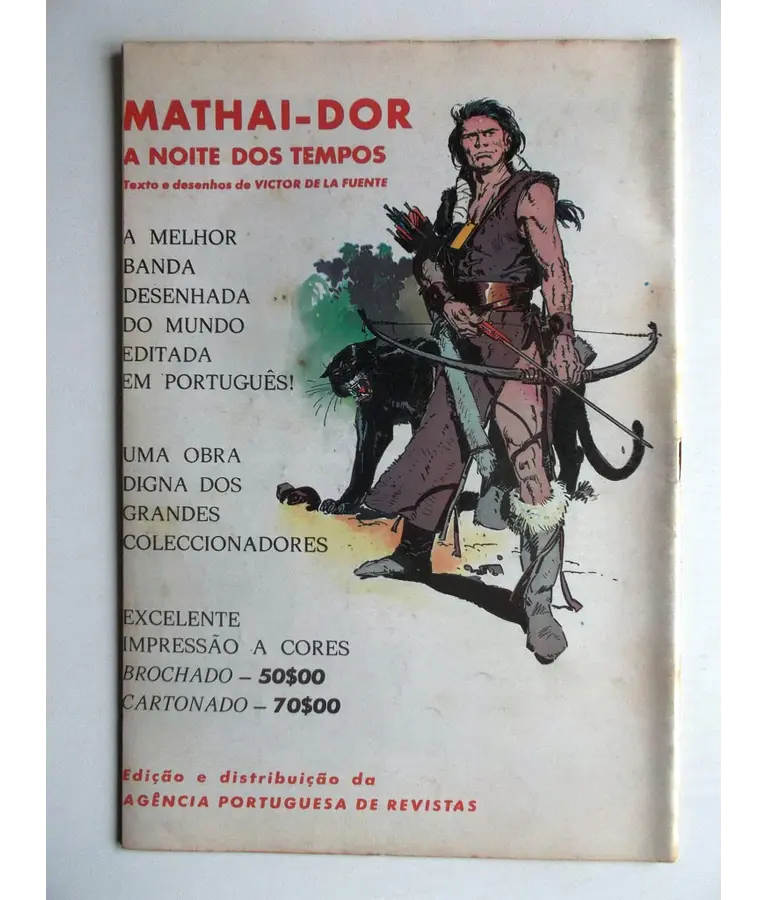 MATHAI-DOR
A NOITE DOS TEMPOS
Texto e desenhos de VICTOR DE LA FUENTE
A MELHOR
BANDA
DESENHADA
DO MUNDO
EDITADA
EM PORTUGUÊS!
UMA OBRA
DIGNA DOS
GRANDES
COLECCIONADORES
EXCELENTE
IMPRESSÃO A CORES
BROCHADO — 50$00
CARTONADO — 70$00
Edição e distribuição da
AGÊNCIA PORTUGUESA DE REVISTAS